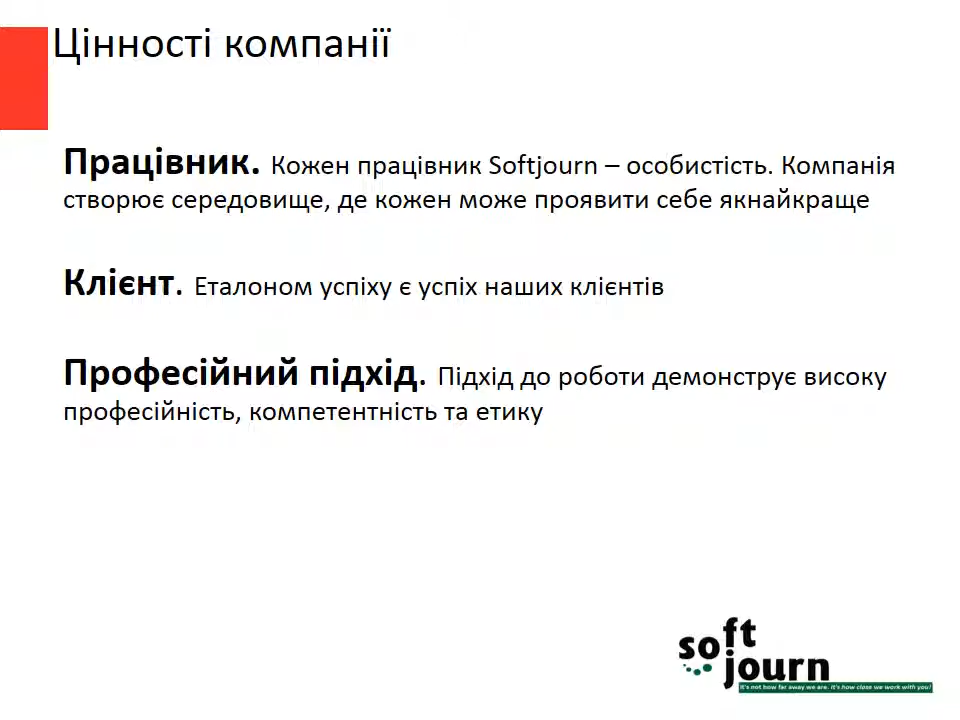 Цінності компанії
Працівник. Кожен працівник Softjourn – особистість. Компанія
створює середовище, де кожен може проявити себе якнайкраще
Клієнт. Еталоном успіху є успіх наших клієнтів
Професійний підхід. Підхід до роботи демонструє високу
професійність, компетентність та етику
soft
journn
It's not how far away we are. It's how close we work with you!